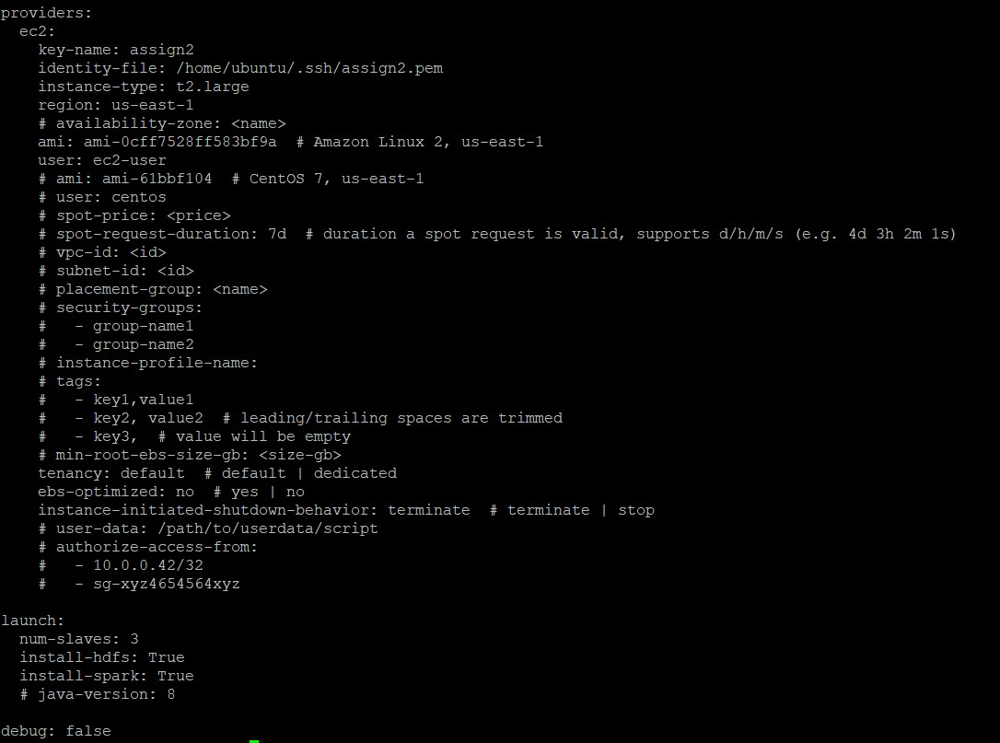 providers:
  ec2:
    key-name: assign2
    identity-file: /home/ubuntu/.ssh/assign2.pem
    instance-type: t2.large
    region: us-east-1
    # availability-zone: <name>
    ami: ami-0cff7528ff583bf9a  # Amazon Linux 2, us-east-1
    user: ec2-user
    # ami: ami-61bbf104  # CentOS 7, us-east-1
    # user: centos
    # spot-price: <price>
    # spot-request-duration: 7d  # duration a spot request is valid, supports d/h/m/s (e.g. 4d 3h 2m 1s)
    # vpc-id: <id>
    # subnet-id: <id>
    # placement-group: <name>
    # security-groups:
    #   - group-name1
    #   - group-name2
    # instance-profile-name:
    # tags:
    #   - key1,value1
    #   - key2, value2  # leading/trailing spaces are trimmed
    #   - key3,  # value will be empty
    # min-root-ebs-size-gb: <size-gb>
    tenancy: default  # default | dedicated
    ebs-optimized: no  # yes | no
    instance-initiated-shutdown-behavior: terminate  # terminate | stop
    # user-data: /path/to/userdata/script
    # authorize-access-from:
    #   - 10.0.0.42/32
    #   - sg-xyz4654564xyz

launch:
  num-slaves: 3
  install-hdfs: True
  install-spark: True
  # java-version: 8

debug: false